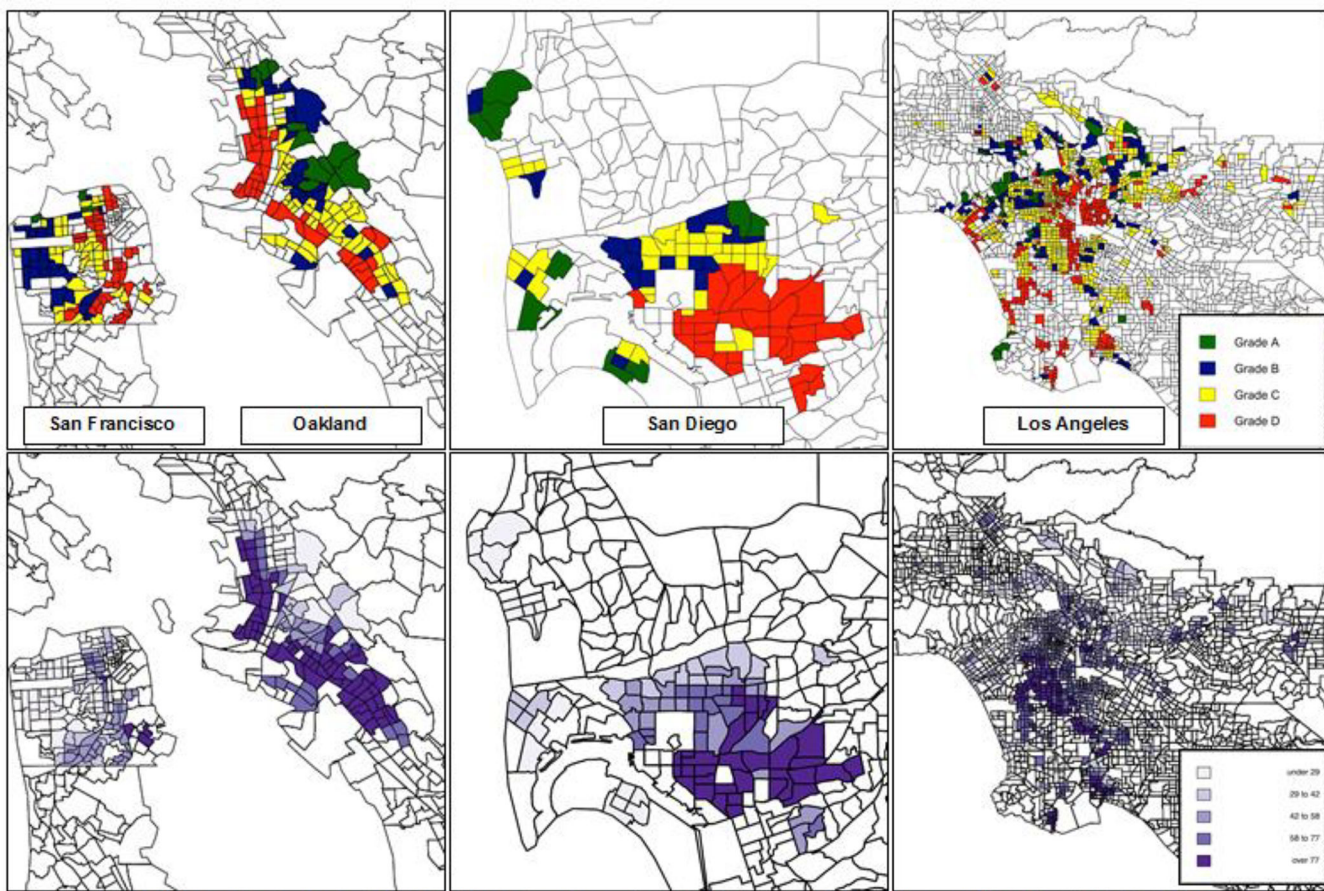 Grade A
Grade B
Grade C
Grade D
San Francisco
Oakland
San Diego
Los Angeles
under 29
29 to 42
42 to 58
58 to 77
over 77